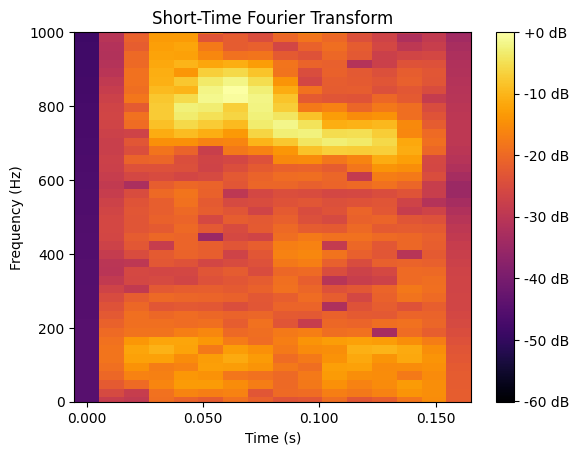 Short-Time Fourier Transform
1000
800
600
400
200
0
Frequency (Hz)
0.000
0.050
0.100
0.150
Time (s)
+0 dB
-10 dB
-20 dB
-30 dB
-40 dB
-50 dB
-60 dB